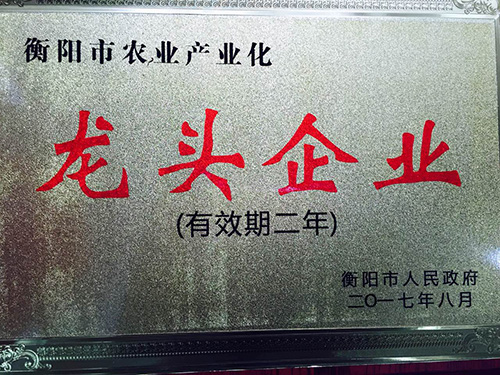 衡阳市农业产业化
龙头企业
(有效期二年)
衡阳市人民政府
二〇一七年八月